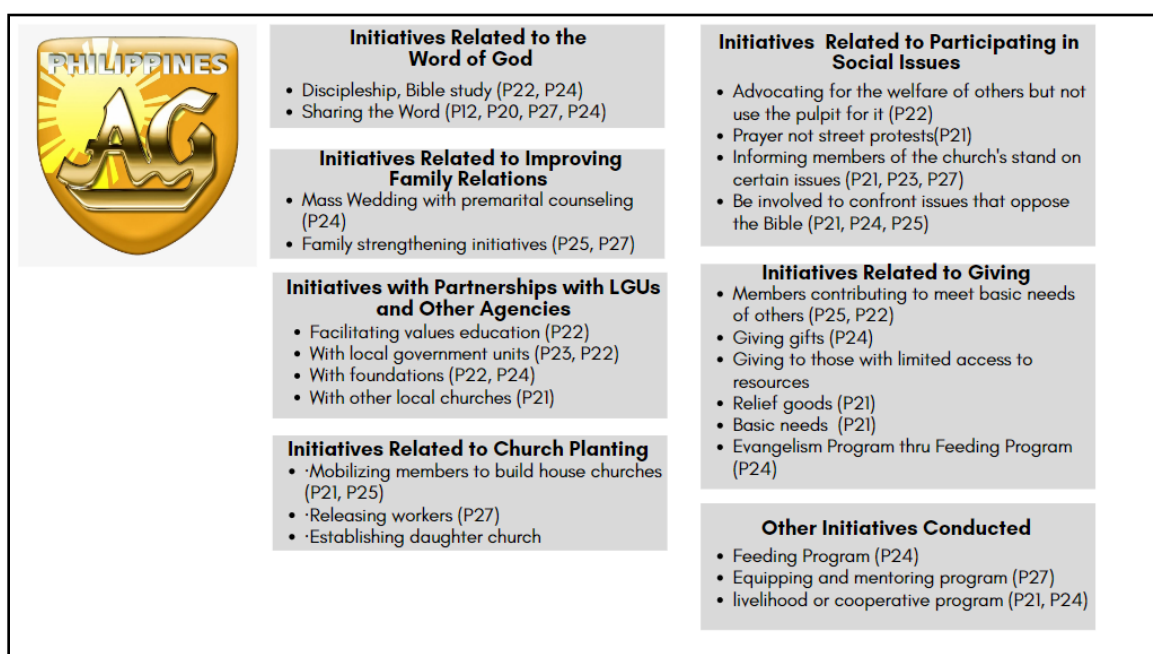 PHILIPPINES
AG
Initiatives Related to the
Word of God
• Discipleship, Bible study (P22, P24)
• Sharing the Word (P12, P20, P27, P24)
Initiatives Related to Improving
Family Relations
• Mass Wedding with premarital counseling
(P24)
• Family strengthening initiatives (P25, P27)
Initiatives with Partnerships with LGUs
and Other Agencies
• Facilitating values education (P22)
• With local government units (P23, P22)
• With foundations (P22, P24)
• With other local churches (P21)
Initiatives Related to Church Planting
• ·Mobilizing members to build house churches
(P21, P25)
• ·Releasing workers (P27)
• ·Establishing daughter church
Initiatives Related to Participating in
Social Issues
• Advocating for the welfare of others but not
use the pulpit for it (P22)
• Prayer not street protests(P21)
• Informing members of the church's stand on
certain issues (P21, P23, P27)
• Be involved to confront issues that oppose
the Bible (P21, P24, P25)
Initiatives Related to Giving
• Members contributing to meet basic needs
of others (P25, P22)
• Giving gifts (P24)
• Giving to those with limited access to
resources
• Relief goods (P21)
• Basic needs (P21)
• Evangelism Program thru Feeding Program
(P24)
Other Initiatives Conducted
• Feeding Program (P24)
• Equipping and mentoring program (P27)
• livelihood or cooperative program (P21, P24)